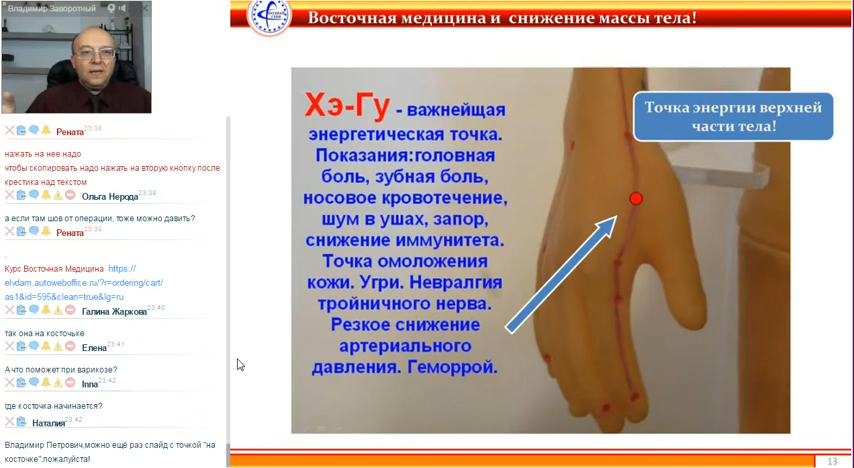 Владимир Заворотный
Рената 23:38
нажать на нее надо
чтобы скопировать надо нажать на вторую кнопку после
крестика над текстом
Ольга Нерода 23:39
а если там шов от операции, тоже можно давить?
Рената 23:39
.
Курс Восточная Медицина https://
elvdam.autoweboffice.ru/?r=ordering/cart/
as1&id=595&clean=true&lg=ru
Галина Жаркова 23:40
так она на косточьке
Елена 23:41
А что поможет при варикозе?
Inna 23:42
где косточка начинается?
Наталия 23:42
Владимир Петрович,можно ещё раз слайд с точкой "на
косточке",пожалуйста!
Восточная медицина и снижение массы тела!
Хэ-Гу - важнейщая
энергетическая точка.
Показания:головная
боль, зубная боль,
носовое кровотечение,
шум в ушах, запор,
снижение иммунитета.
Точка омоложения
кожи. Угри. Невралгия
тройничного нерва.
Резкое снижение
артериального
давления. Геморрой.
Точка энергии верхней
части тела!
13